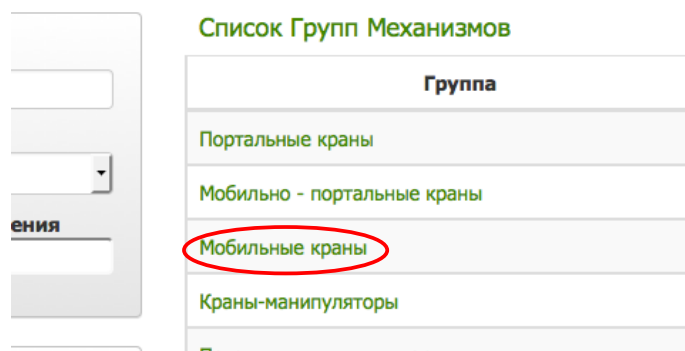 Список Групп Механизмов
Группа
Портальные краны
Мобильно - портальные краны
ения
Мобильные краны
Краны-манипуляторы